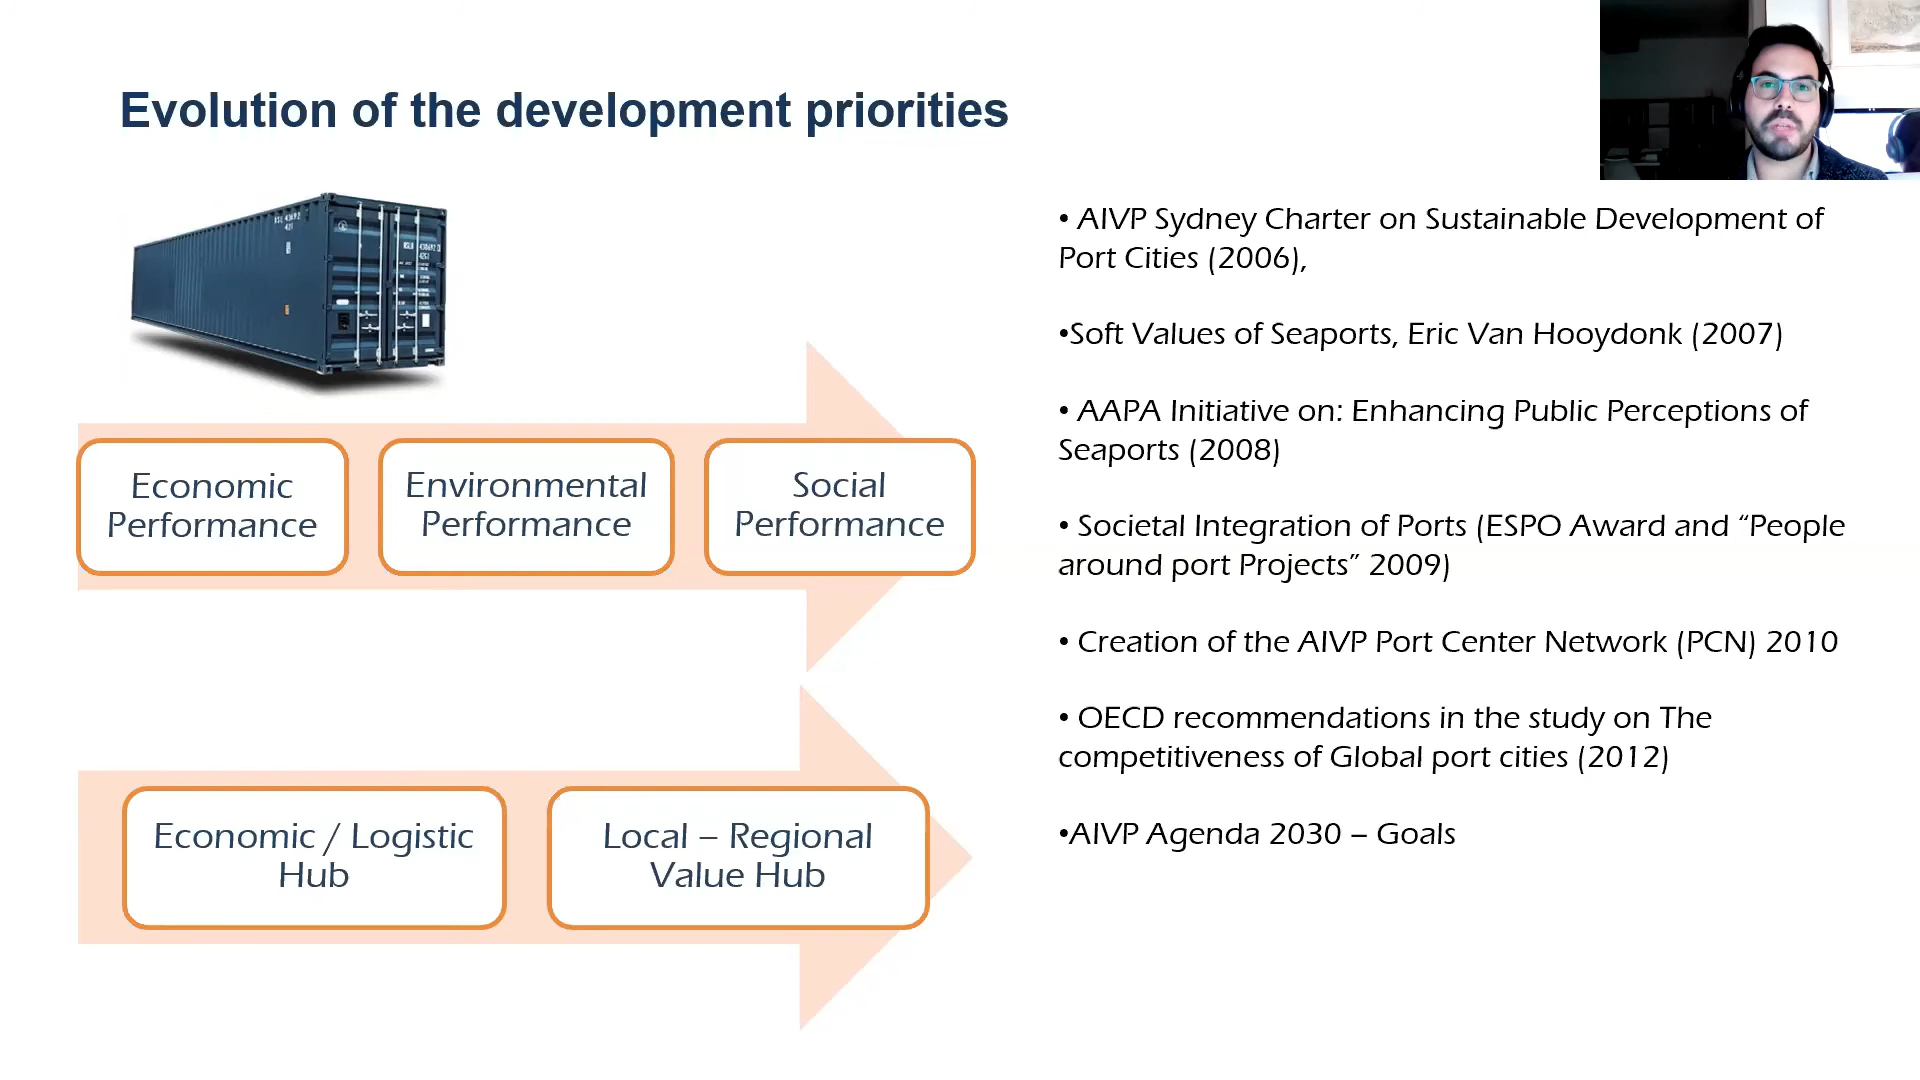 Evolution of the development priorities
Economic
Performance
Environmental
Performance
Social
Performance
Economic / Logistic
Hub
Local – Regional
Value Hub
• AIVP Sydney Charter on Sustainable Development of
Port Cities (2006),
•Soft Values of Seaports, Eric Van Hooydonk (2007)
• AAPA Initiative on: Enhancing Public Perceptions of
Seaports (2008)
• Societal Integration of Ports (ESPO Award and “People
around port Projects” 2009)
• Creation of the AIVP Port Center Network (PCN) 2010
• OECD recommendations in the study on The
competitiveness of Global port cities (2012)
•AIVP Agenda 2030 – Goals